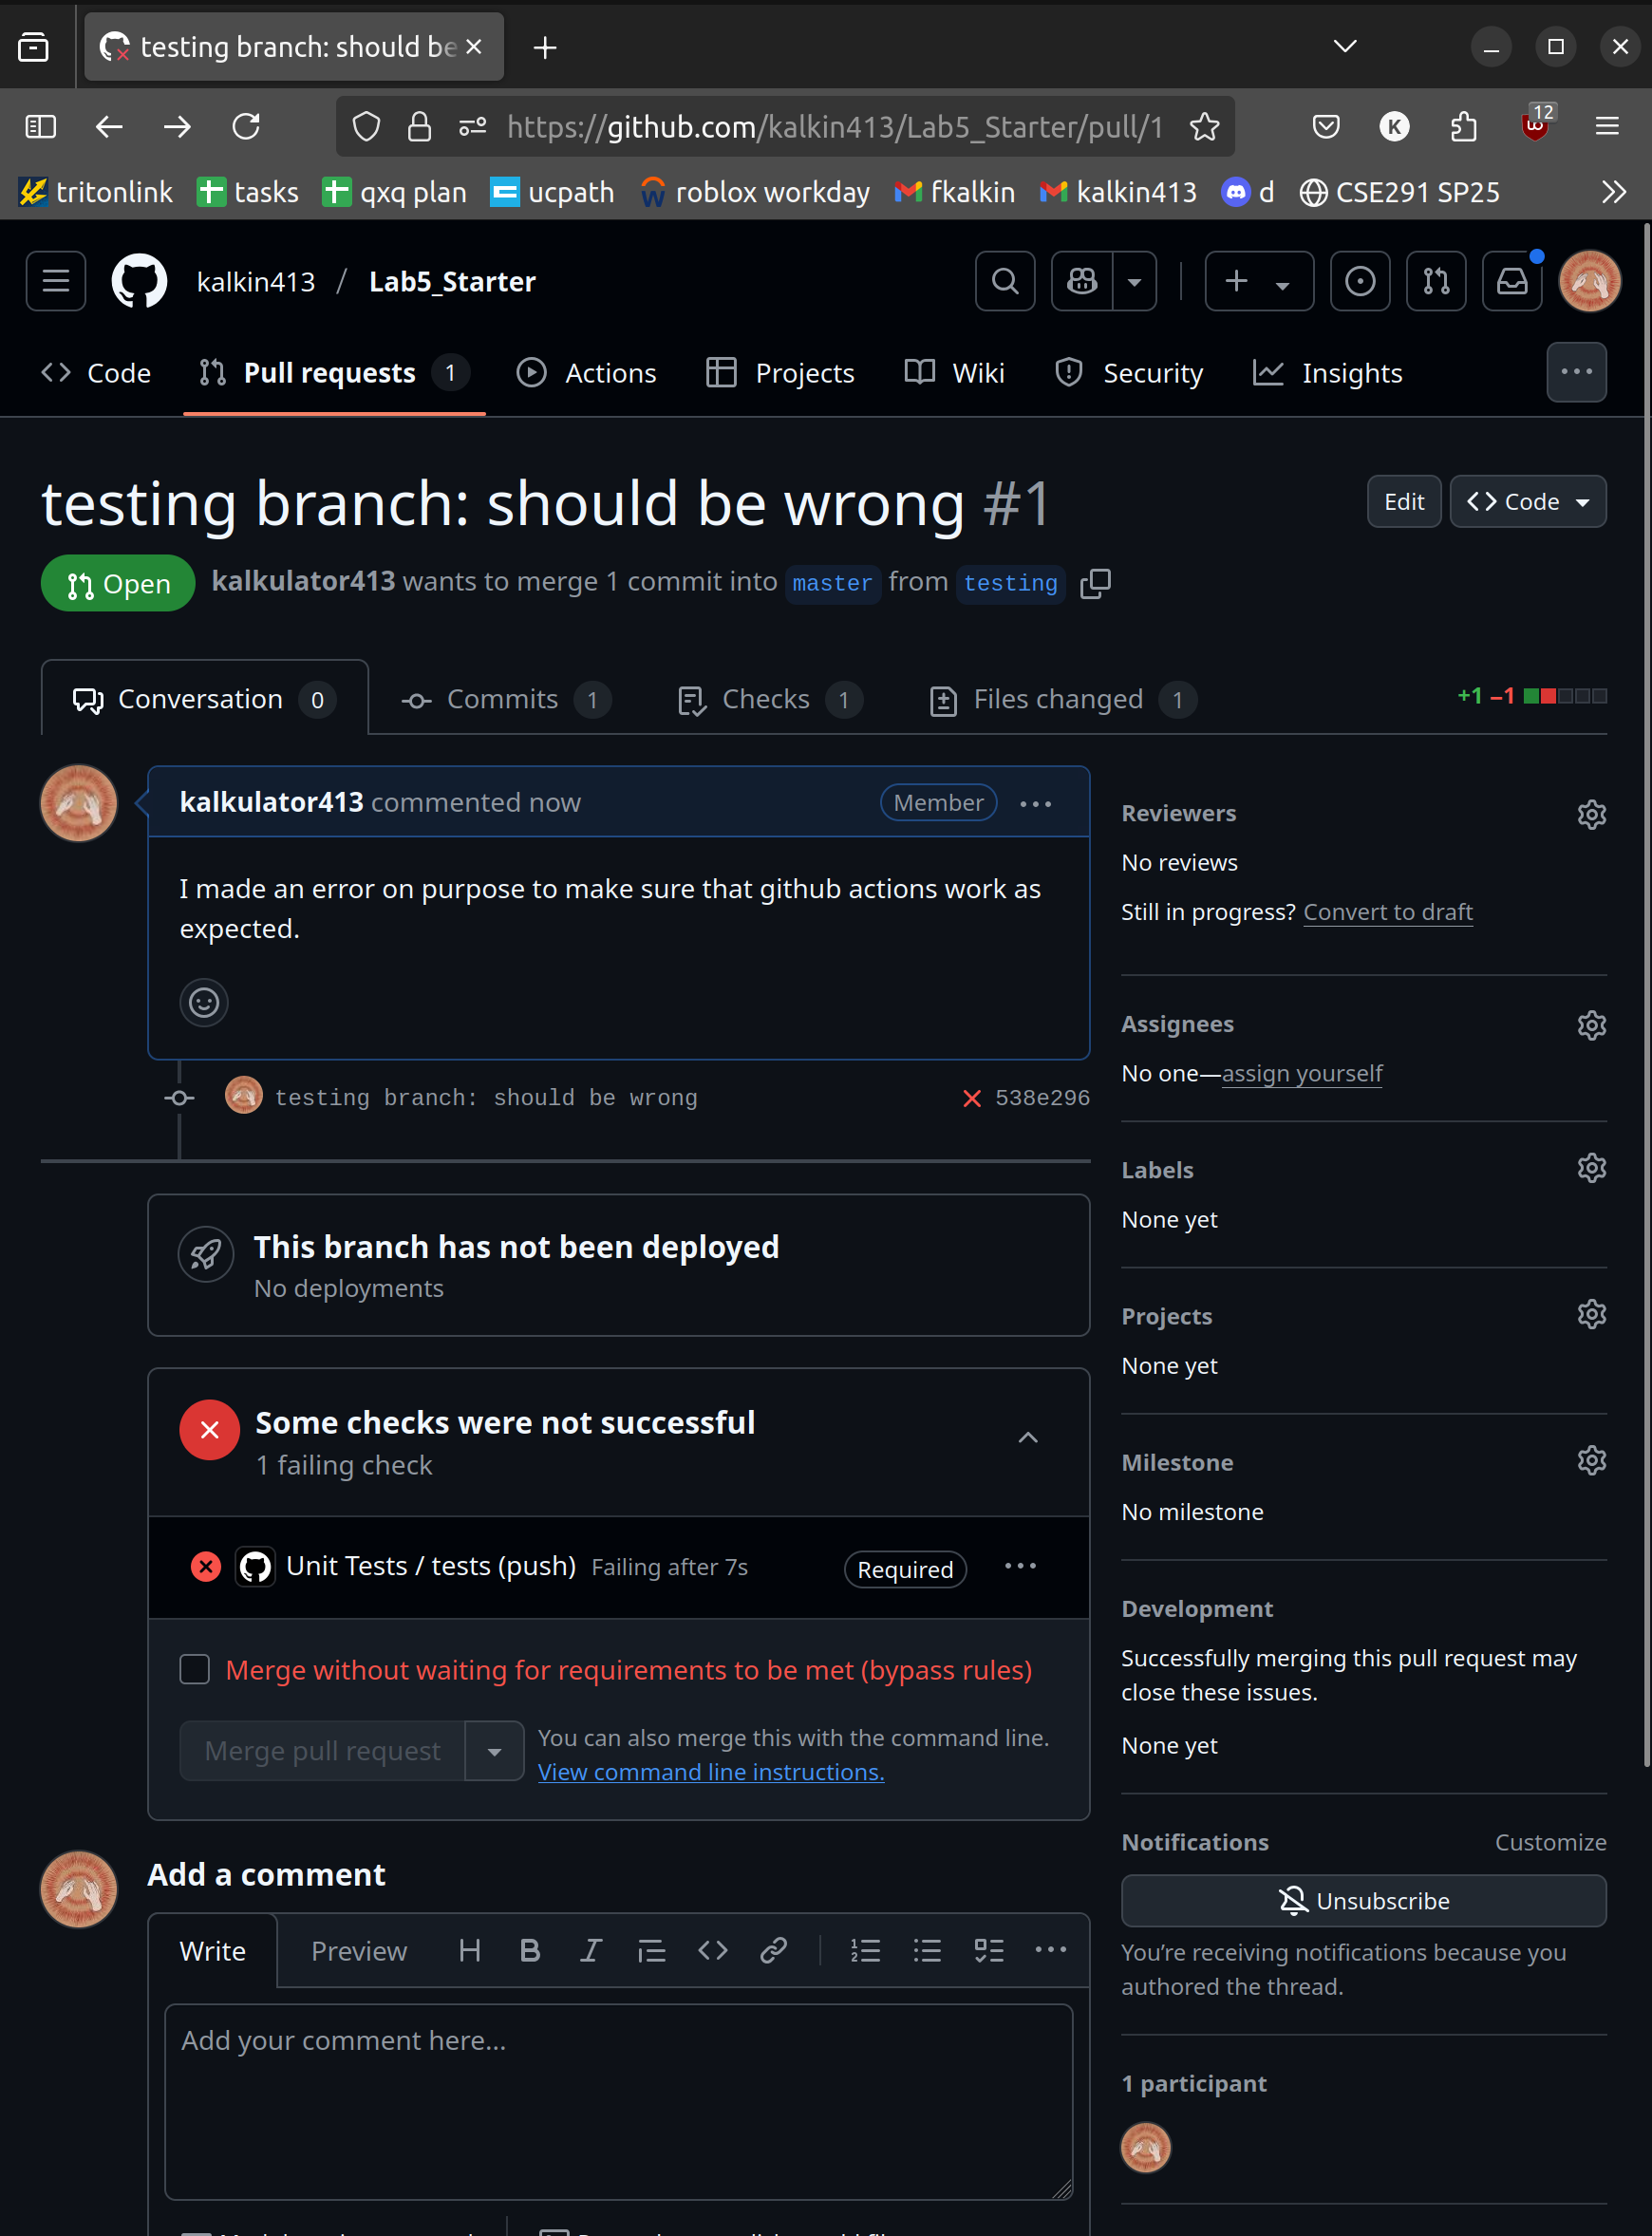 testing branch: should be
https://github.com/kalkin413/Lab5_Starter/pull/1
K
12
tritonlink
tasks
qxq plan
ucpath
roblox workday
fkalkin
kalkin413
d
CSE291 SP25
kalkin413 / Lab5_Starter
Code
Pull requests 1
Actions
Projects
Wiki
Security
Insights
testing branch: should be wrong #1
Edit
Code
Open
kalkulator413 wants to merge 1 commit into master from testing
Conversation 0
Commits 1
Checks 1
Files changed 1
+1 −1
kalkulator413 commented now
Member
I made an error on purpose to make sure that github actions work as
expected.
testing branch: should be wrong
538e296
This branch has not been deployed
No deployments
Some checks were not successful
1 failing check
Unit Tests / tests (push) Failing after 7s
Required
Merge without waiting for requirements to be met (bypass rules)
Merge pull request
You can also merge this with the command line.
View command line instructions.
Add a comment
Write
Preview
Add your comment here...
Reviewers
No reviews
Still in progress? Convert to draft
Assignees
No one—assign yourself
Labels
None yet
Projects
None yet
Milestone
No milestone
Development
Successfully merging this pull request may
close these issues.
None yet
Notifications
Customize
Unsubscribe
You’re receiving notifications because you
authored the thread.
1 participant